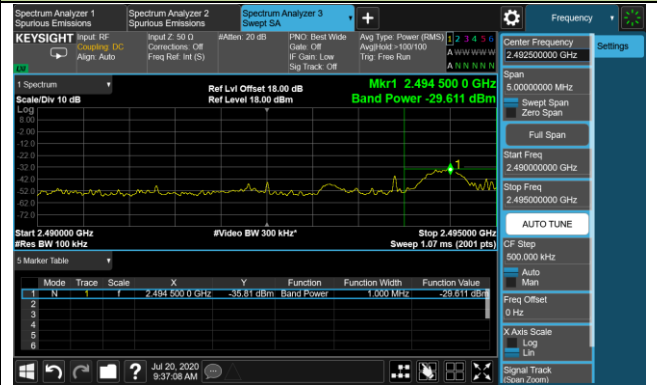 Spectrum Analyzer 1
Spurious Emissions
Spectrum Analyzer 2
Spurious Emissions
Spectrum Analyzer 3
Swept SA
+
Frequency
KEYSIGHT
Input: RF
Coupling: DC
Align: Auto
Input Z: 50 Ω
Corrections: Off
Freq Ref: Int (S)
#Atten: 20 dB
PNO: Best Wide
Gate: Off
IF Gain: Low
Sig Track: Off
Avg Type: Power (RMS)
Avg|Hold:>100/100
Trig: Free Run
1 2 3 4 5 6
A W W W W W
A N N N N N
LNI
1 Spectrum
Scale/Div 10 dB
Ref Lvl Offset 18.00 dB
Ref Level 18.00 dBm
Mkr1 2.494 500 0 GHz
Band Power -29.611 dBm
Log
8.00
-2.00
-12.0
-22.0
-32.0
-42.0
-52.0
-62.0
-72.0
1
Start 2.490000 GHz
#Res BW 100 kHz
#Video BW 300 kHz*
Stop 2.495000 GHz
Sweep 1.07 ms (2001 pts)
5 Marker Table
Mode Trace Scale X Y Function Function Width Function Value
1 N 1 f 2.494 500 0 GHz -35.81 dBm Band Power 1.000 MHz -29.611 dBm
2
3
4
5
6
Jul 20, 2020
9:37:08 AM
Center Frequency
2.492500000 GHz
Settings
Span
5.00000000 MHz
Swept Span
Zero Span
Full Span
Start Freq
2.490000000 GHz
Stop Freq
2.495000000 GHz
AUTO TUNE
CF Step
500.000 kHz
Auto
Man
Freq Offset
0 Hz
X Axis Scale
Log
Lin
Signal Track
(Span Zoom)